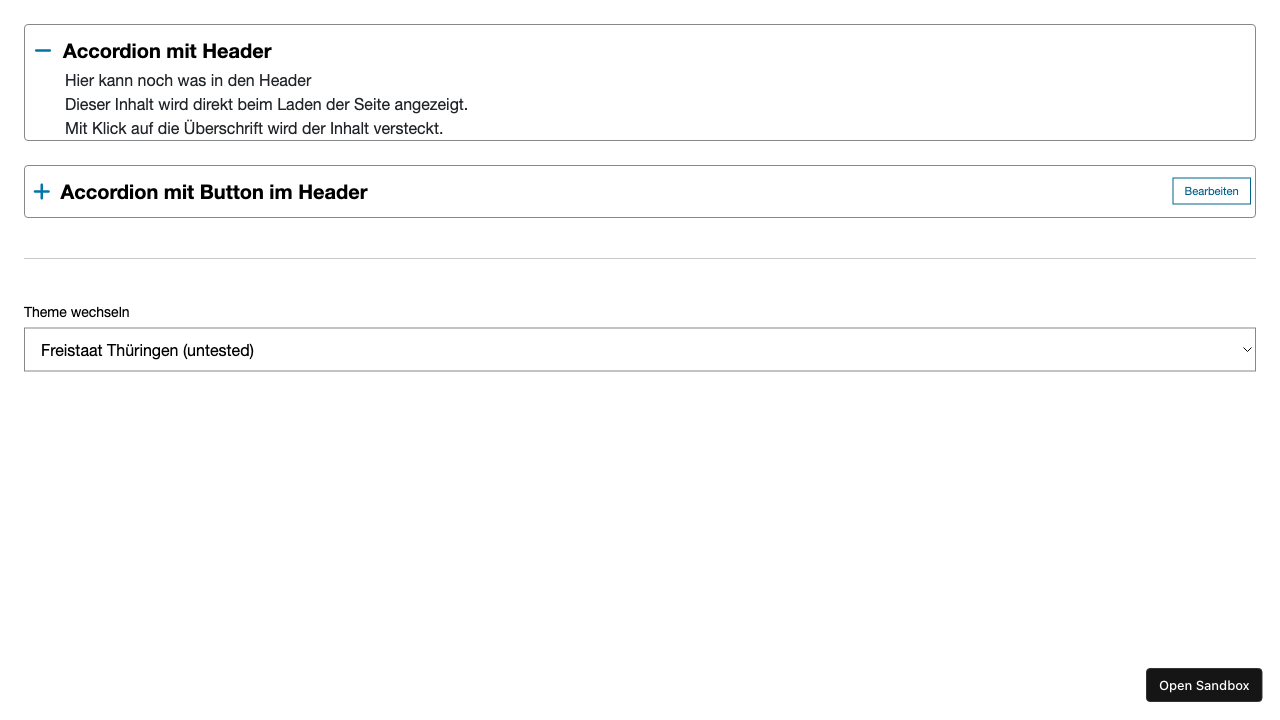 Accordion mit Header
Hier kann noch was in den Header
Dieser Inhalt wird direkt beim Laden der Seite angezeigt.
Mit Klick auf die Überschrift wird der Inhalt versteckt.
Accordion mit Button im Header
Bearbeiten
Theme wechseln
Freistaat Thüringen (untested)
Open Sandbox